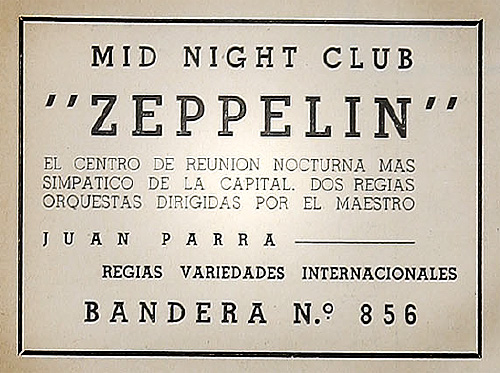 MID NIGHT CLUB
"ZEPPELIN"
EL CENTRO DE REUNION NOCTURNA MAS
SIMPATICO DE LA CAPITAL. DOS REGIAS
ORQUESTAS DIRIGIDAS POR EL MAESTRO
JUAN PARRA
REGIAS VARIEDADES INTERNACIONALES
BANDERA N.º 856